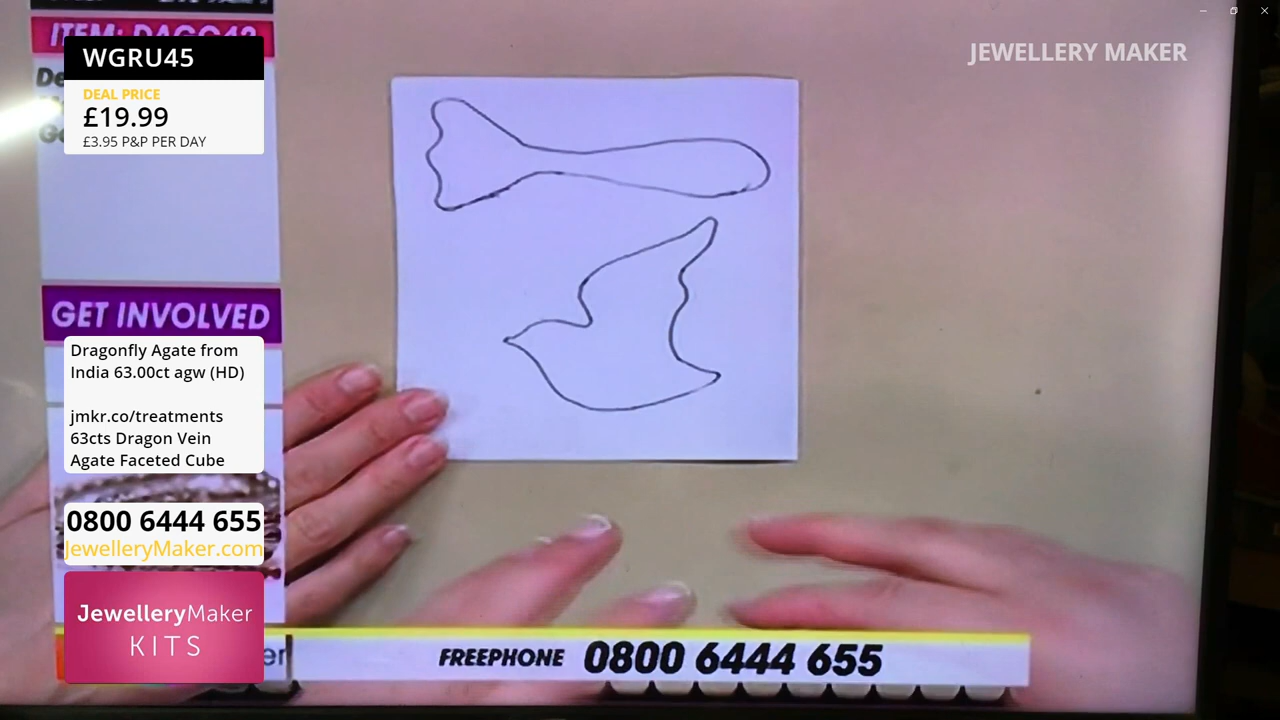 ITEM: DAGO42
WGRU45
DEAL PRICE
£19.99
£3.95 P&P PER DAY
JEWELLERY MAKER
GET INVOLVED
Dragonfly Agate from
India 63.00ct agw (HD)
jmkr.co/treatments
63cts Dragon Vein
Agate Faceted Cube
0800 6444 655
JewelleryMaker.com
JewelleryMaker
KITS
FREEPHONE 0800 6444 655